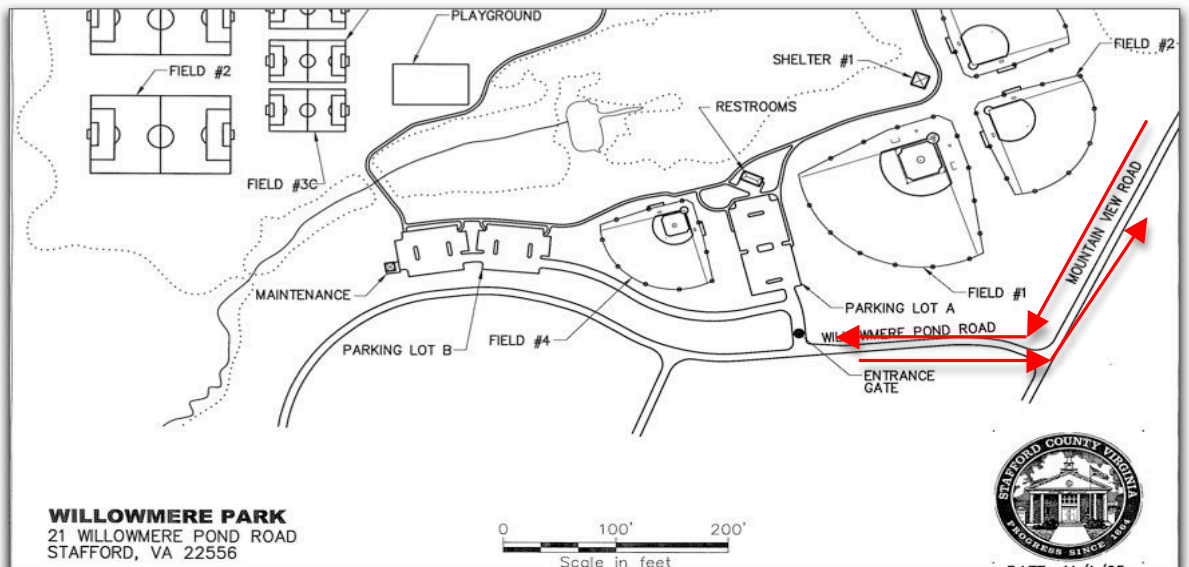 PLAYGROUND
FIELD #2
FIELD #2
SHELTER #1
RESTROOMS
FIELD #3C
MOUNTAIN VIEW ROAD
MAINTENANCE
FIELD #1
PARKING LOT A
WILLOWMERE POND ROAD
FIELD #4
PARKING LOT B
ENTRANCE
GATE
STAFFORD COUNTY VIRGINIA
PROGRESS SINCE 1664
WILLOWMERE PARK
21 WILLOWMERE POND ROAD
STAFFORD, VA 22556
0 100' 200'
Scale in feet